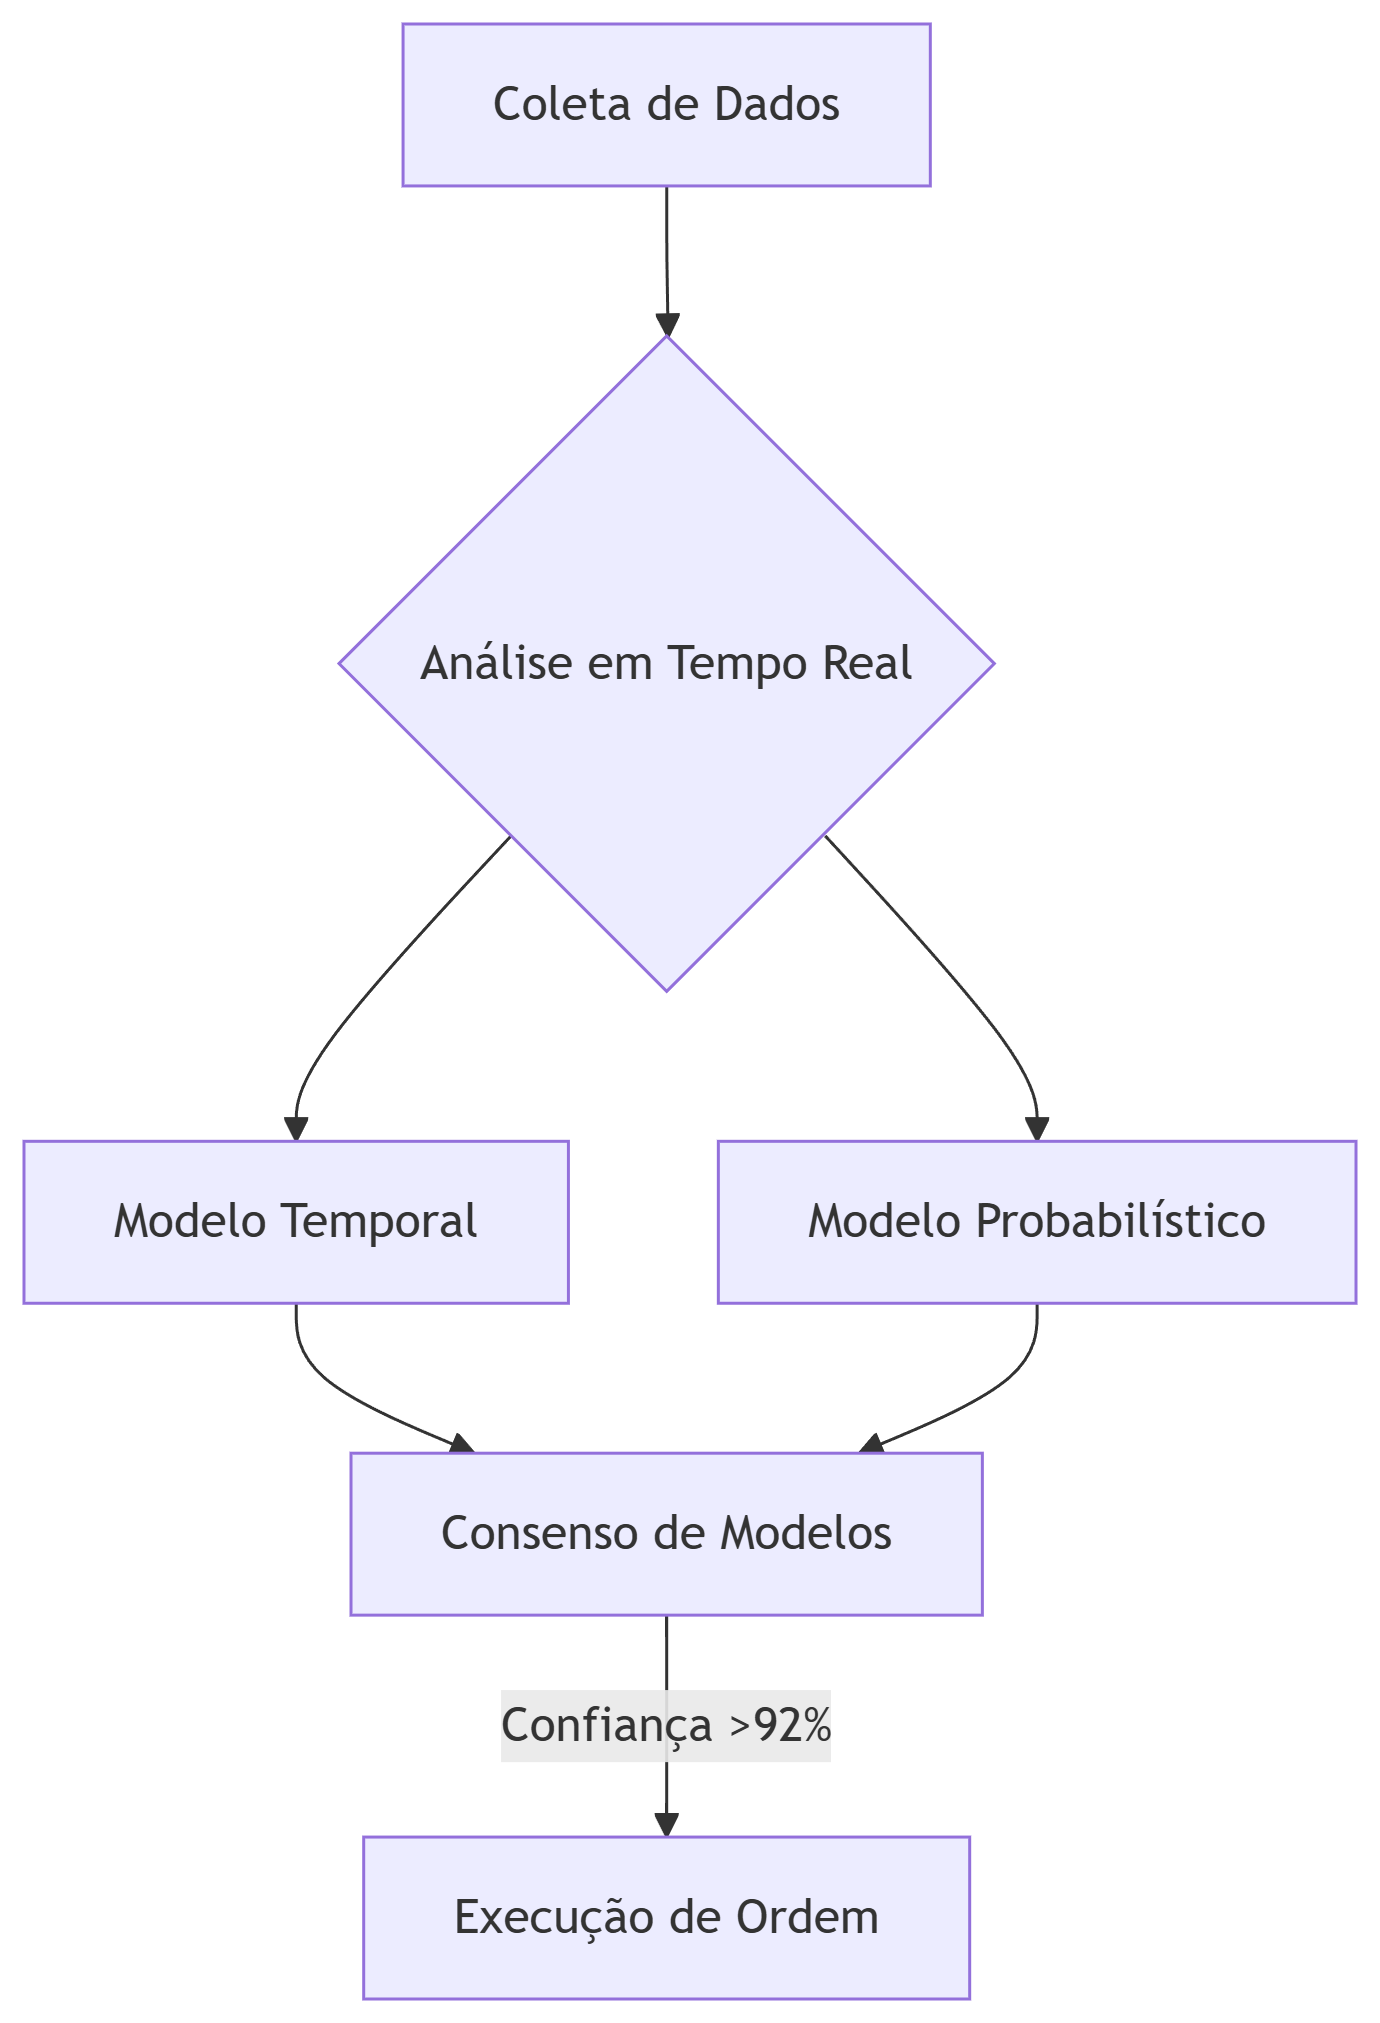 Coleta de Dados
Análise em Tempo Real
Modelo Temporal
Modelo Probabilístico
Consenso de Modelos
Confiança >92%
Execução de Ordem